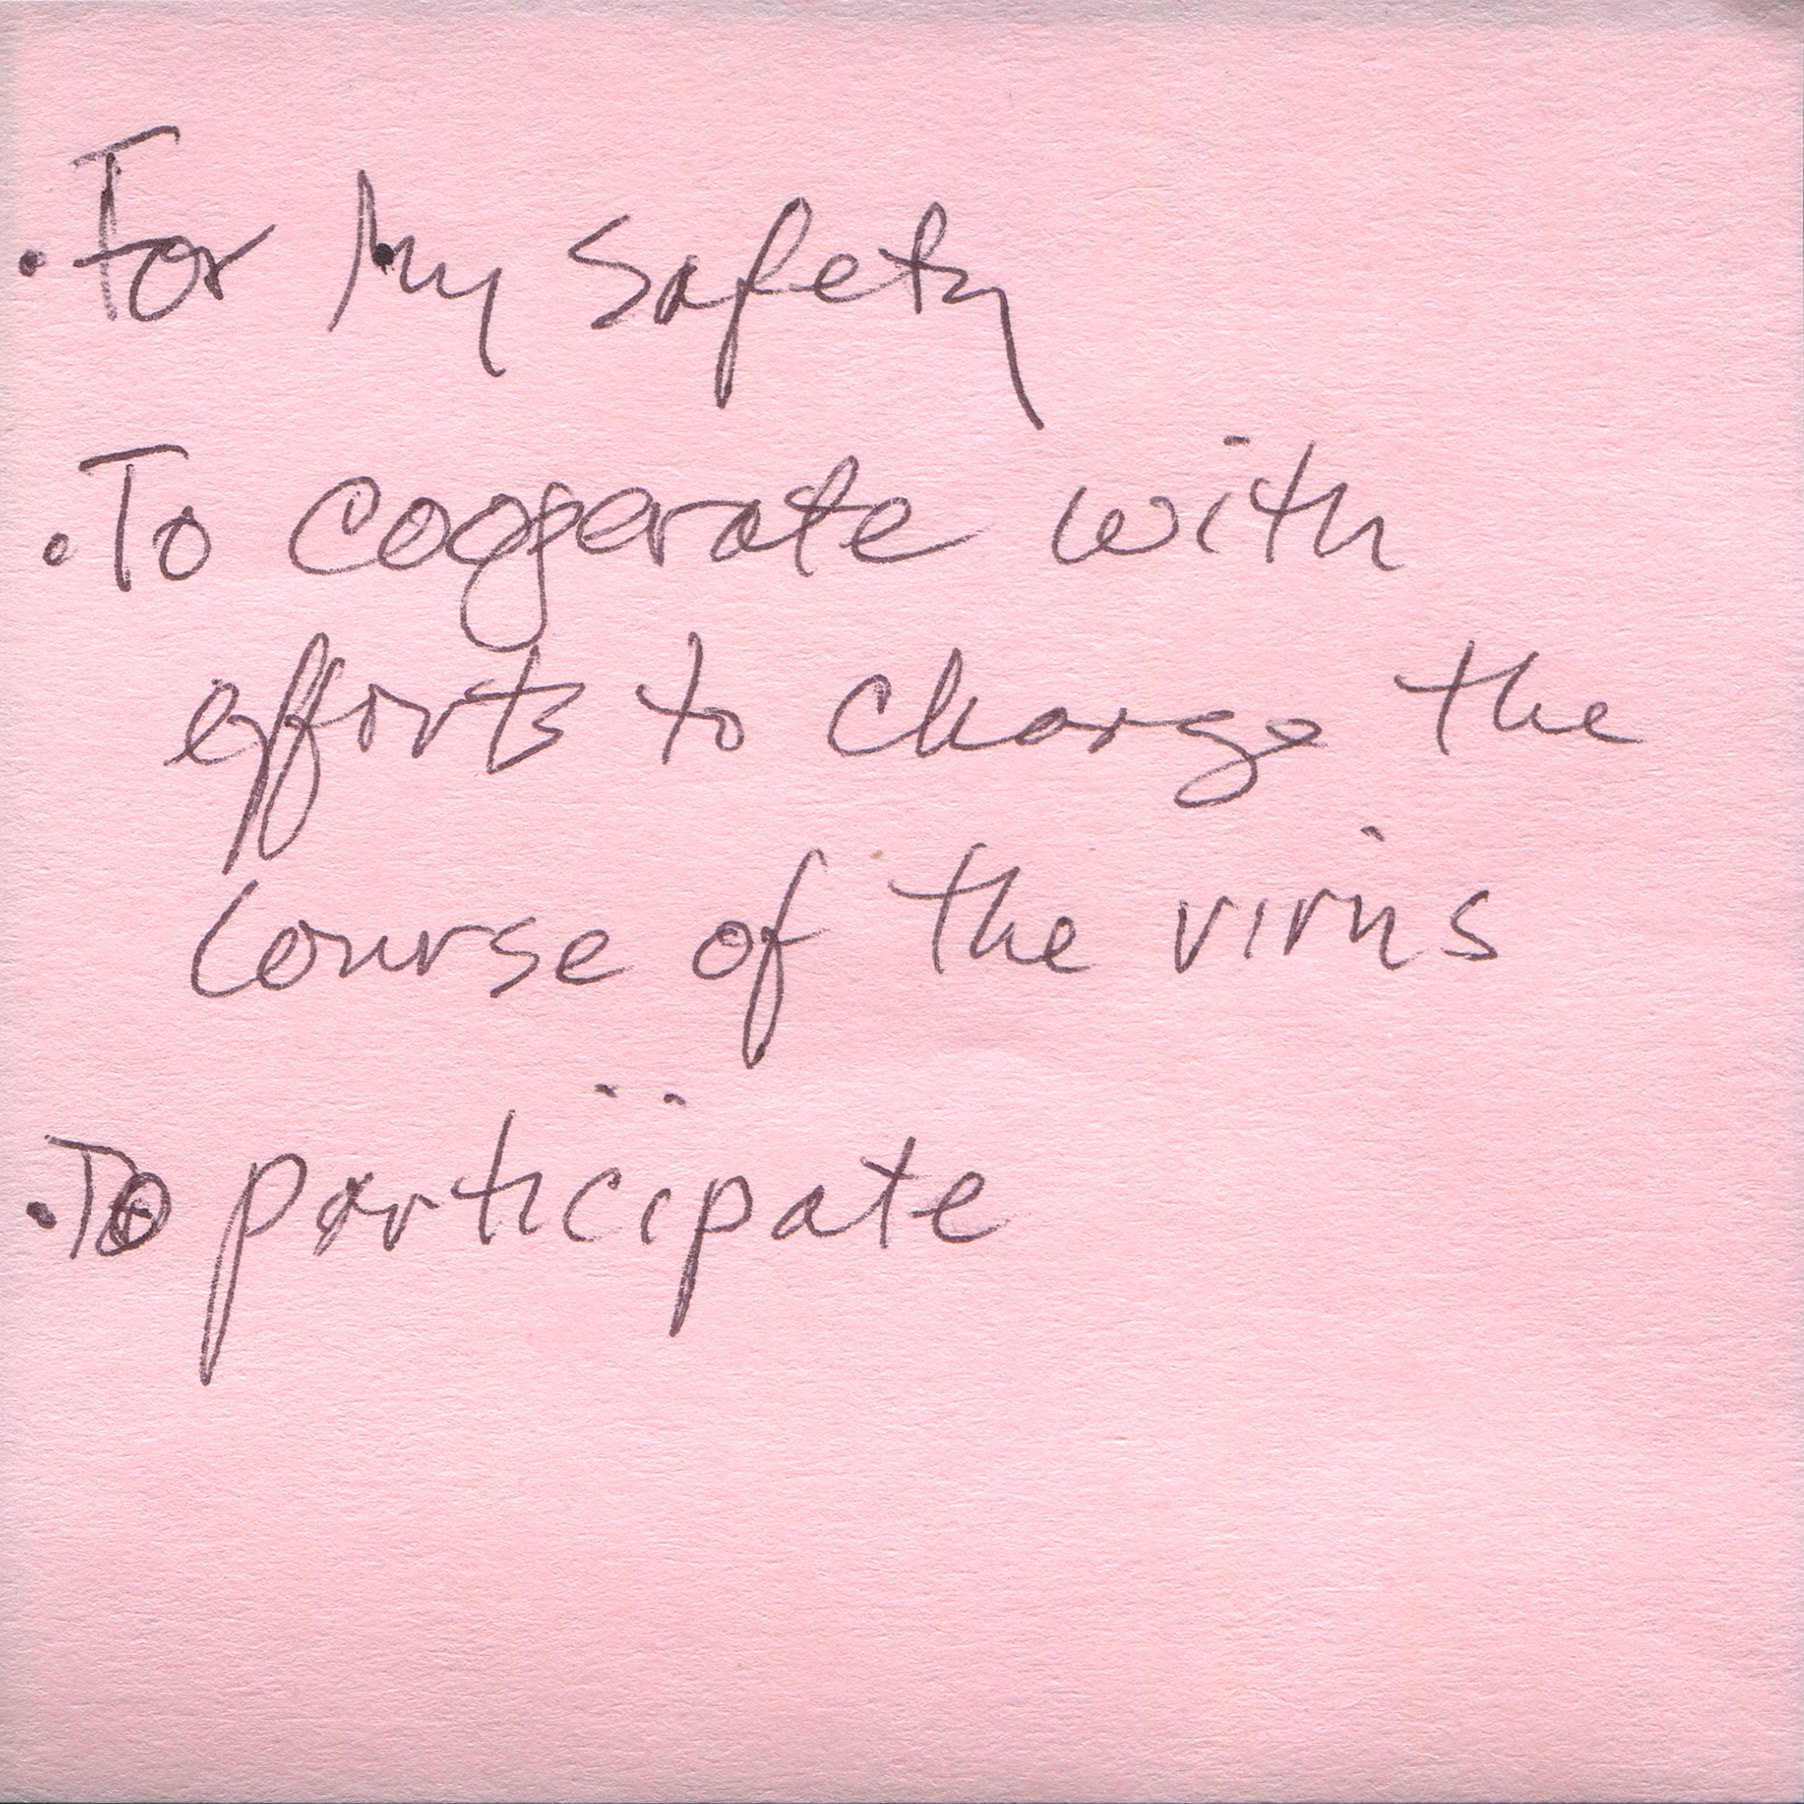 · For my safety
· To cooperate with
efforts to change the
course of the virus
· To participate